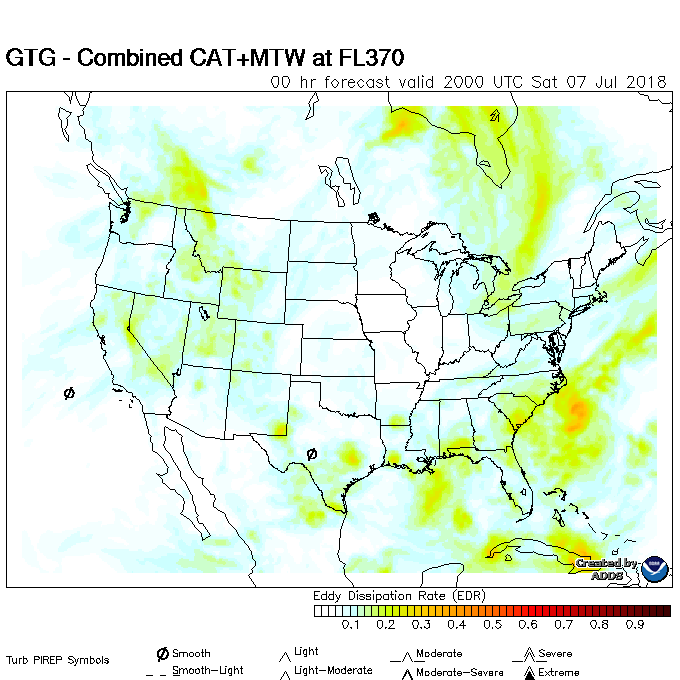 GTG - Combined CAT+MTW at FL370
00 hr forecast valid 2000 UTC Sat 07 Jul 2018
Created by
ADDS
Eddy Dissipation Rate (EDR)
0.1 0.2 0.3 0.4 0.5 0.6 0.7 0.8 0.9
Turb PIREP Symbols
Smooth Light Moderate Severe
Smooth-Light Light-Moderate Moderate-Severe Extreme